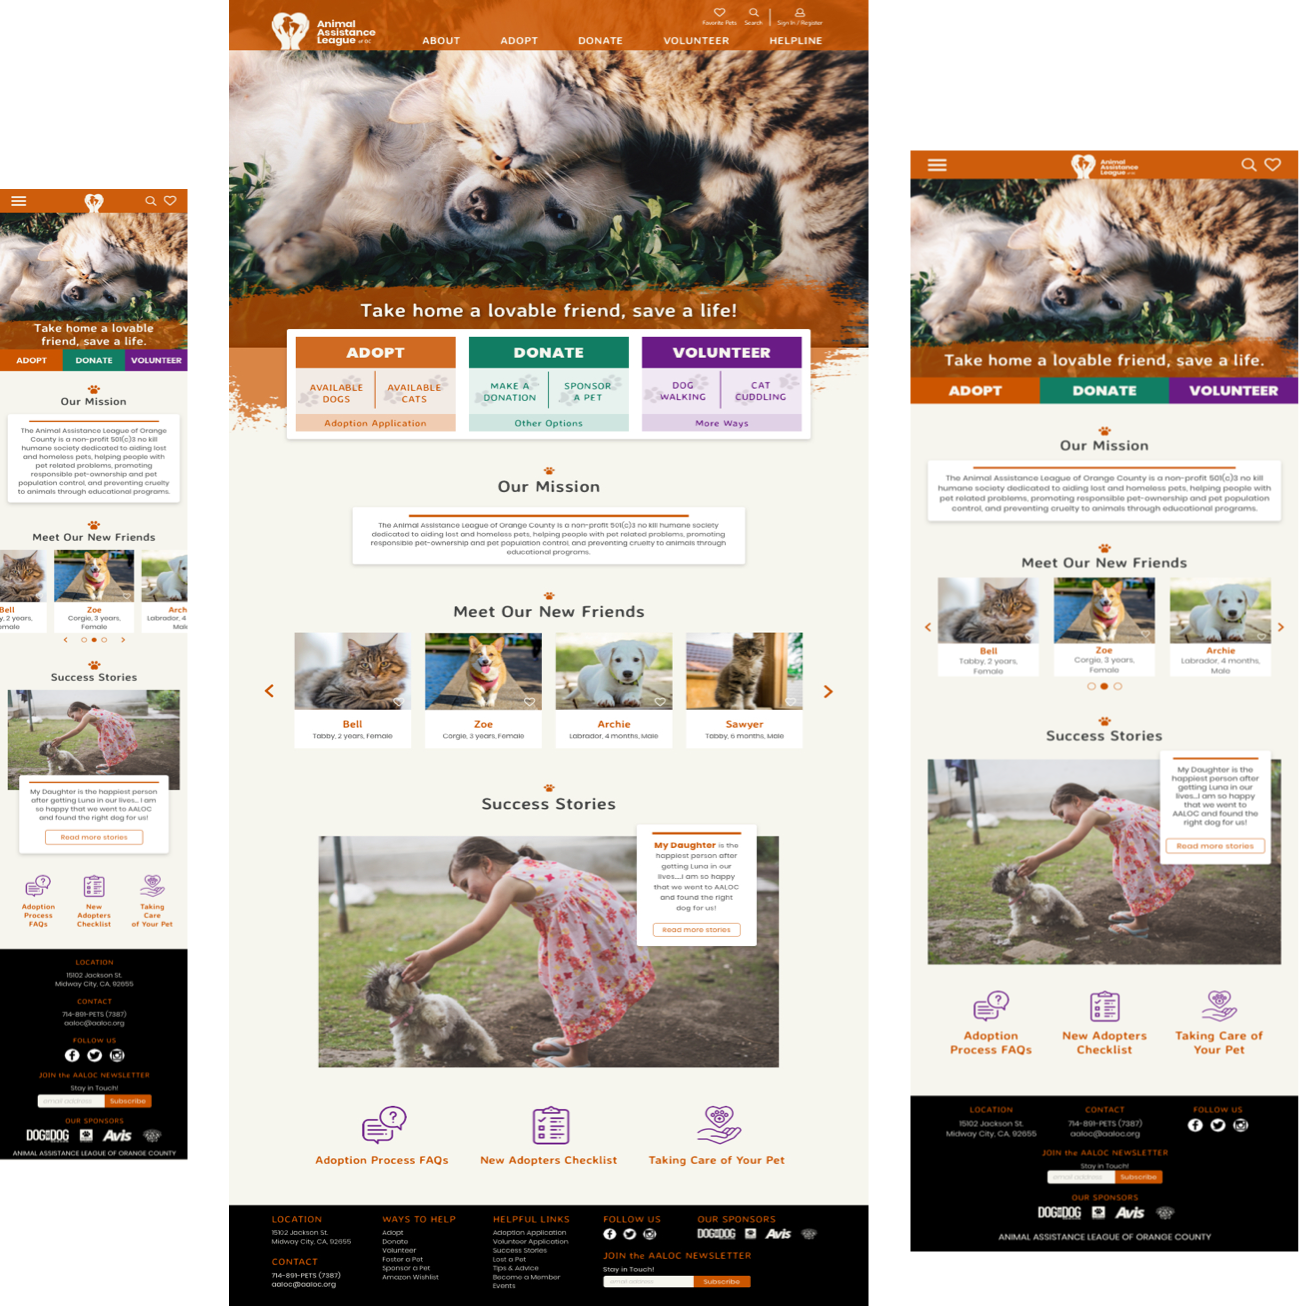 Take home a lovable
friend, save a life.
ADOPT DONATE VOLUNTEER
Our Mission
The Animal Assistance League of Orange
County is a non-profit 501(c)3 no kill
humane society dedicated to aiding lost
and homeless pets, helping people with
pet related problems, promoting
responsible pet-ownership and pet
population control, and preventing cruelty
to animals through educational programs.
Meet Our New Friends
Bell
y, 2 years,
emale
Zoe
Corgie, 3 years,
Female
Arch
Labrador, 4
Male
Success Stories
My Daughter is the happiest person
after getting Luna in our lives... I am
so happy that we went to AALOC
and found the right dog for us!
Read more stories
Adoption
Process
FAQs
New
Adopters
Checklist
Taking
Care
of Your Pet
LOCATION
15102 Jackson St.
Midway City, CA, 92655
CONTACT
714-891-PETS (7387)
aaloc@aaloc.org
FOLLOW US
JOIN the AALOC NEWSLETTER
Stay in Touch!
email address Subscribe
OUR SPONSORS
DOG DOG Avis
ANIMAL ASSISTANCE LEAGUE OF ORANGE COUNTY
Animal
Assistance
League of OC
Favorite Pets Search Sign In / Register
ABOUT ADOPT DONATE VOLUNTEER HELPLINE
Take home a lovable friend, save a life!
ADOPT
AVAILABLE
DOGS
AVAILABLE
CATS
Adoption Application
DONATE
MAKE A
DONATION
SPONSOR
A PET
Other Options
VOLUNTEER
DOG
WALKING
CAT
CUDDLING
More Ways
Our Mission
The Animal Assistance League of Orange County is a non-profit 501(c)3 no kill humane society
dedicated to aiding lost and homeless pets, helping people with pet related problems, promoting
responsible pet-ownership and pet population control, and preventing cruelty to animals through
educational programs.
Meet Our New Friends
Bell
Tabby, 2 years, Female
Zoe
Corgie, 3 years, Female
Archie
Labrador, 4 months, Male
Sawyer
Tabby, 6 months, Male
Success Stories
My Daughter is the
happiest person after
getting Luna in our
lives....I am so happy
that we went to AALOC
and found the right
dog for us!
Read more stories
Adoption Process FAQs
New Adopters Checklist
Taking Care of Your Pet
LOCATION
15102 Jackson St.
Midway City, CA, 92655
CONTACT
714-891-PETS (7387)
aaloc@aaloc.org
WAYS TO HELP
Adopt
Donate
Volunteer
Foster a Pet
Sponsor a Pet
Amazon Wishlist
HELPFUL LINKS
Adoption Application
Volunteer Application
Success Stories
Lost a Pet
Tips & Advice
Become a Member
Events
FOLLOW US
OUR SPONSORS
DOG DOG Avis
JOIN the AALOC NEWSLETTER
Stay in Touch!
email address Subscribe
Animal
Assistance
League of OC
Take home a lovable friend, save a life.
ADOPT DONATE VOLUNTEER
Our Mission
The Animal Assistance League of Orange County is a non-profit 501(c)3 no kill
humane society dedicated to aiding lost and homeless pets, helping people with
pet related problems, promoting responsible pet-ownership and pet population
control, and preventing cruelty to animals through educational programs.
Meet Our New Friends
Bell
Tabby, 2 years,
Female
Zoe
Corgie, 3 years,
Female
Archie
Labrador, 4 months,
Male
Success Stories
My Daughter is the
happiest person after
getting Luna in our
lives...I am so happy
that we went to
AALOC and found the
right dog for us!
Read more stories
Adoption
Process FAQs
New Adopters
Checklist
Taking Care of
Your Pet
LOCATION
15102 Jackson St.
Midway City, CA, 92655
CONTACT
714-891-PETS (7387)
aaloc@aaloc.org
FOLLOW US
JOIN the AALOC NEWSLETTER
Stay in Touch!
email address Subscribe
OUR SPONSORS
DOG DOG Avis
ANIMAL ASSISTANCE LEAGUE OF ORANGE COUNTY